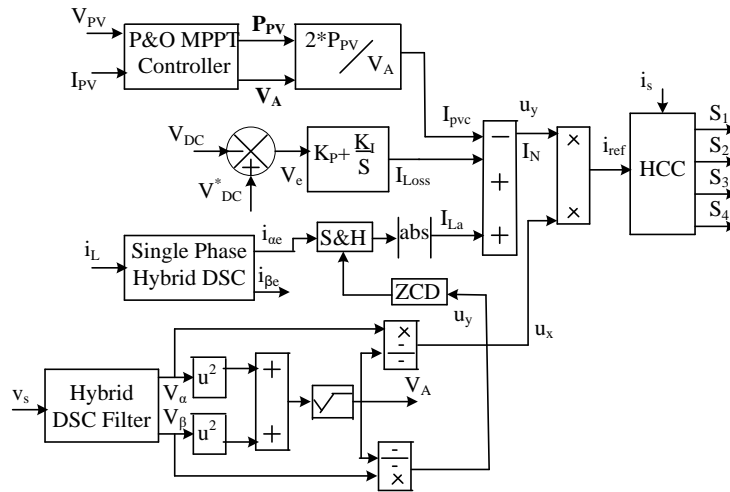 V_PV
I_PV
P&O MPPT
Controller
P_PV
V_A
2*P_PV
/
V_A
I_pvc
u_y
I_N
i_s
S_1
S_2
S_3
S_4
HCC
i_ref
×
×
−
+
+
V_DC
−
+
V^*_DC
V_e
K_P+ K_I
S
I_Loss
i_L
Single Phase
Hybrid DSC
i_αe
i_βe
S&H
|abs|
I_La
ZCD
u_y
u_x
v_s
Hybrid
DSC Filter
V_α
V_β
u^2
u^2
+
+
√
V_A
×
-
-
-
-
×